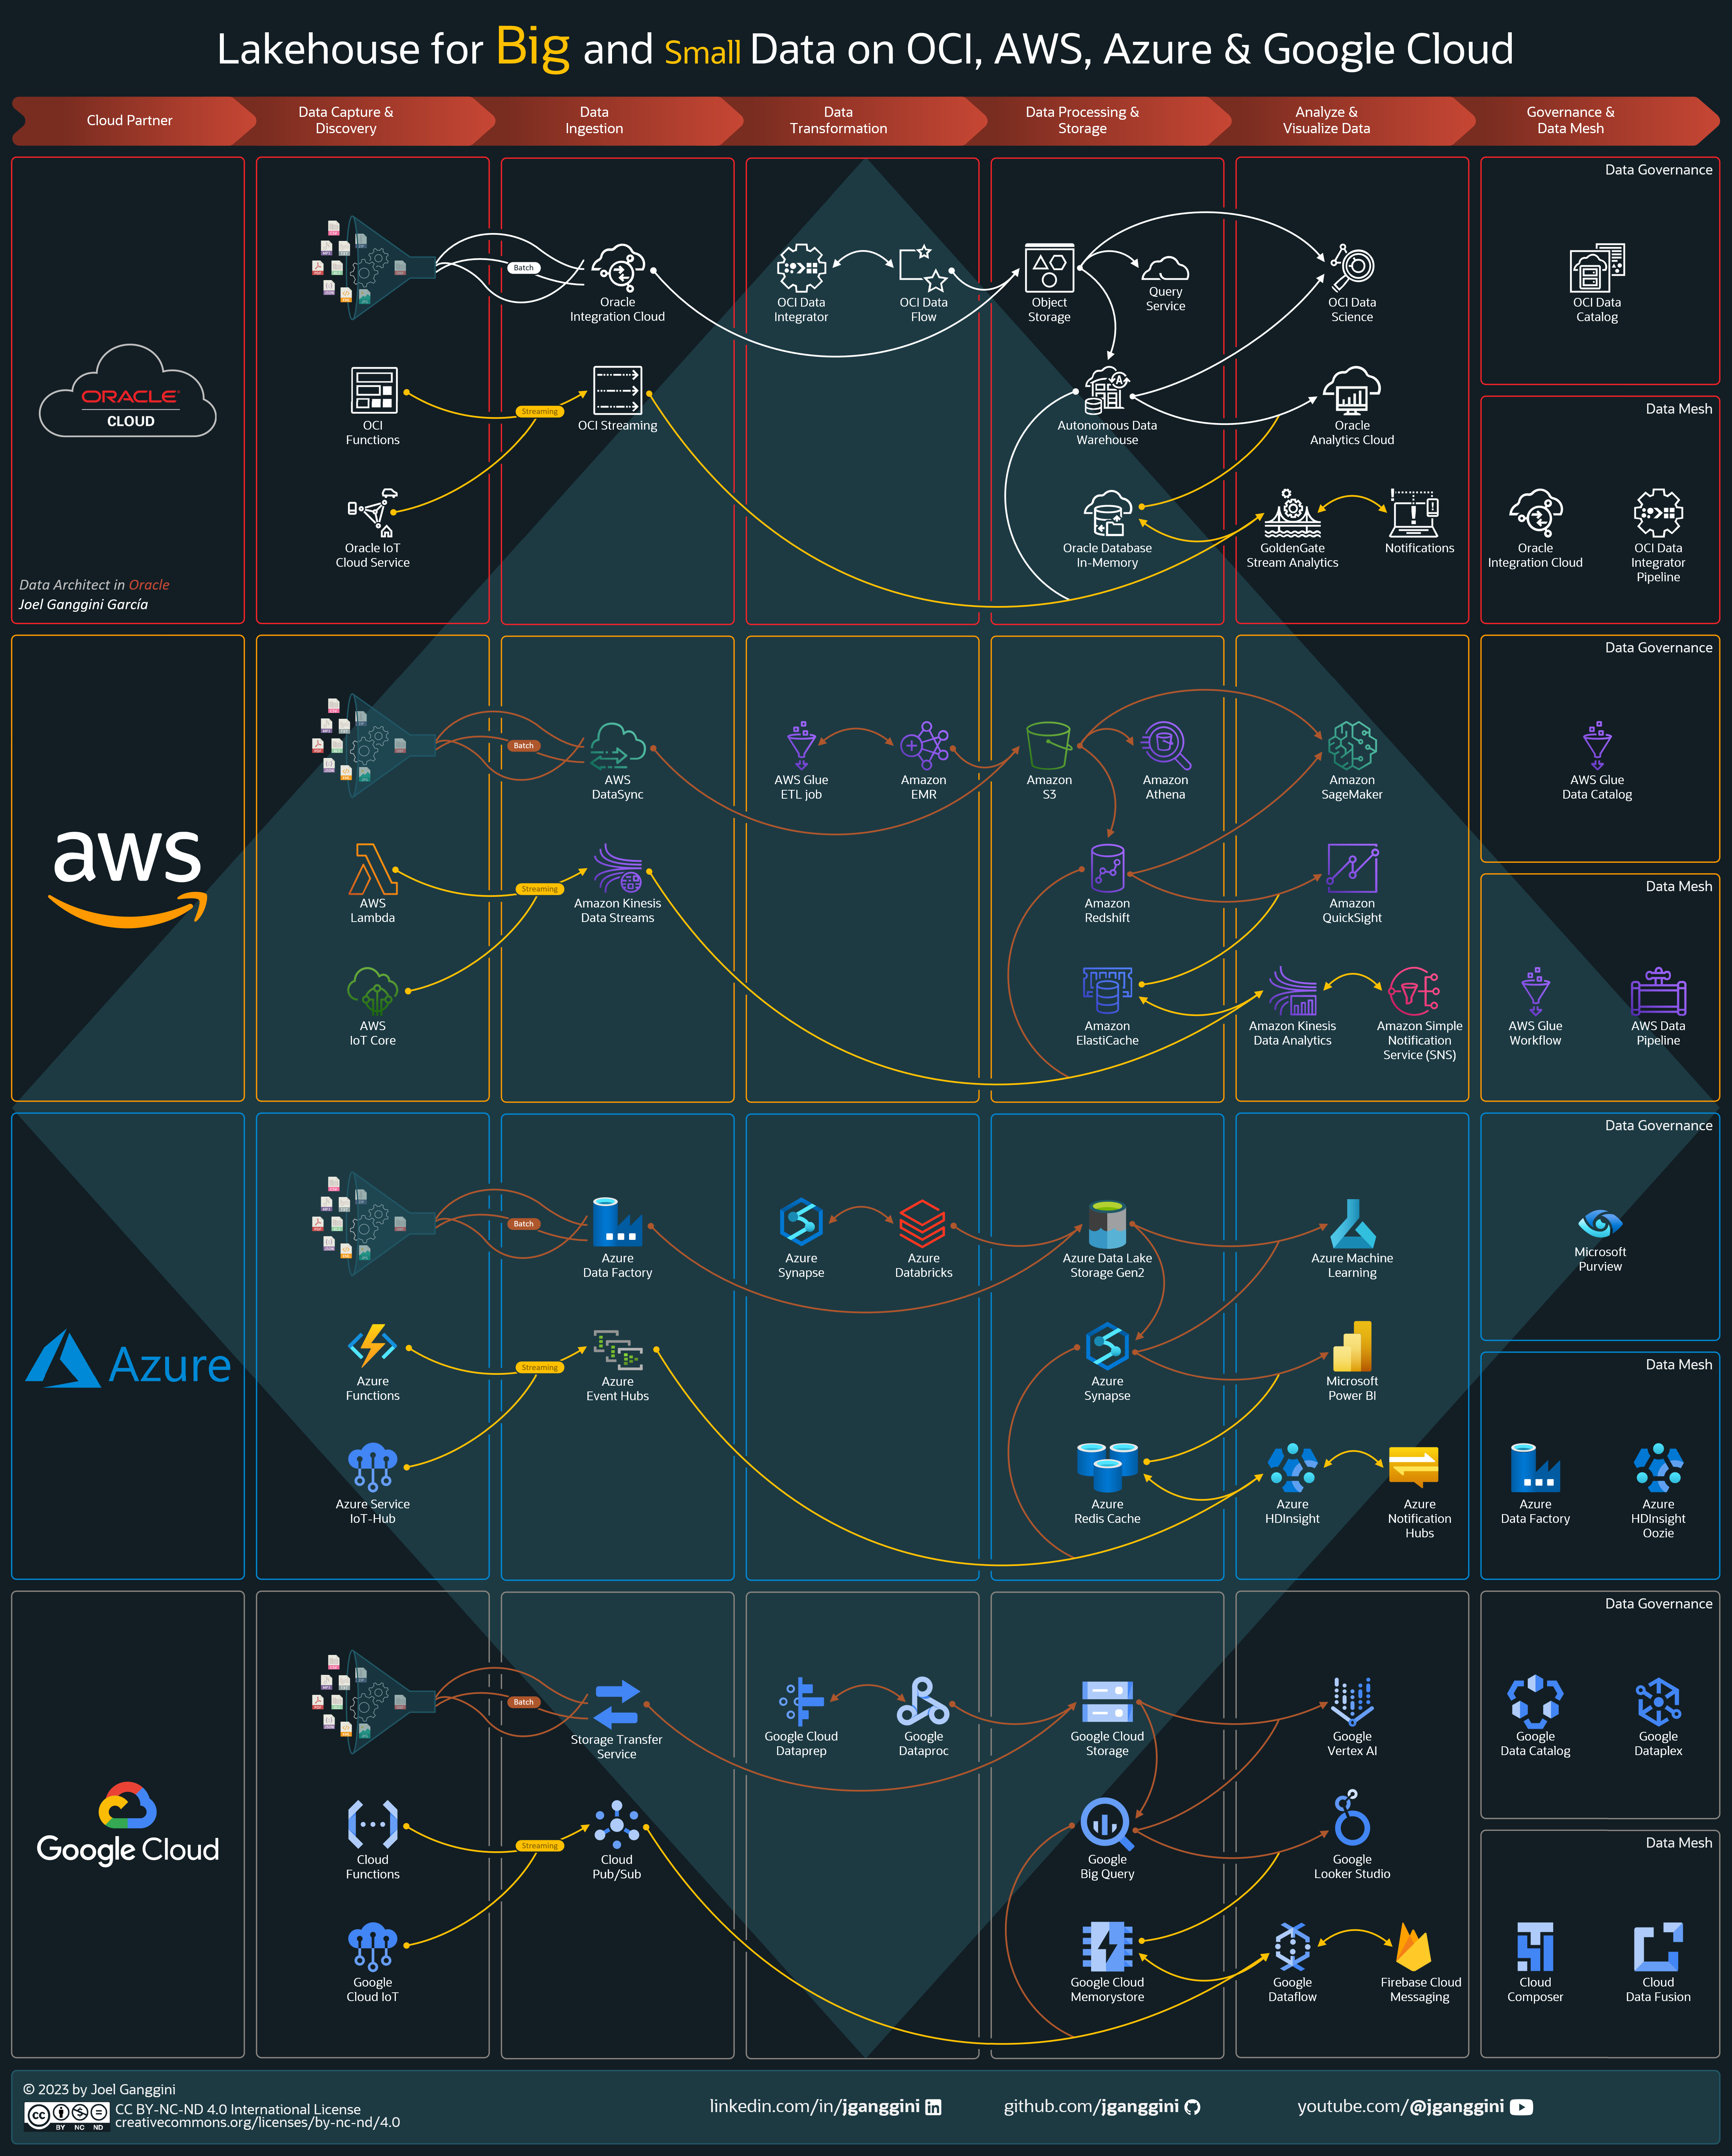 Lakehouse for Big and Small Data on OCI, AWS, Azure & Google Cloud
Cloud Partner
Data Capture &
Discovery
Data
Ingestion
Data
Transformation
Data Processing &
Storage
Analyze &
Visualize Data
Governance &
Data Mesh
ORACLE
CLOUD
Data Architect in Oracle
Joel Ganggini García
Batch
Oracle
Integration Cloud
OCI Data
Integrator
OCI Data
Flow
Object
Storage
Query
Service
OCI Data
Science
Data Governance
OCI Data
Catalog
OCI
Functions
Streaming
OCI Streaming
Autonomous Data
Warehouse
Oracle
Analytics Cloud
Data Mesh
Oracle IoT
Cloud Service
Oracle Database
In-Memory
GoldenGate
Stream Analytics
Notifications
Oracle
Integration Cloud
OCI Data
Integrator
Pipeline
aws
Batch
AWS
DataSync
AWS Glue
ETL job
Amazon
EMR
Amazon
S3
Amazon
Athena
Amazon
SageMaker
Data Governance
AWS Glue
Data Catalog
AWS
Lambda
Streaming
Amazon Kinesis
Data Streams
Amazon
Redshift
Amazon
QuickSight
Data Mesh
AWS
IoT Core
Amazon
ElastiCache
Amazon Kinesis
Data Analytics
Amazon Simple
Notification
Service (SNS)
AWS Glue
Workflow
AWS Data
Pipeline
Azure
Batch
Azure
Data Factory
Azure
Synapse
Azure
Databricks
Azure Data Lake
Storage Gen2
Azure Machine
Learning
Data Governance
Microsoft
Purview
Azure
Functions
Streaming
Azure
Event Hubs
Azure
Synapse
Microsoft
Power BI
Data Mesh
Azure Service
IoT-Hub
Azure
Redis Cache
Azure
HDInsight
Azure
Notification
Hubs
Azure
Data Factory
Azure
HDInsight
Oozie
Google Cloud
Batch
Storage Transfer
Service
Google Cloud
Dataprep
Google
Dataproc
Google Cloud
Storage
Google
Vertex AI
Data Governance
Google
Data Catalog
Google
Dataplex
Cloud
Functions
Streaming
Cloud
Pub/Sub
Google
Big Query
Google
Looker Studio
Data Mesh
Google
Cloud IoT
Google Cloud
Memorystore
Google
Dataflow
Firebase Cloud
Messaging
Cloud
Composer
Cloud
Data Fusion
© 2023 by Joel Ganggini
cc BY NC ND
CC BY-NC-ND 4.0 International License
creativecommons.org/licenses/by-nc-nd/4.0
linkedin.com/in/jganggini in
github.com/jganggini
youtube.com/@jganggini